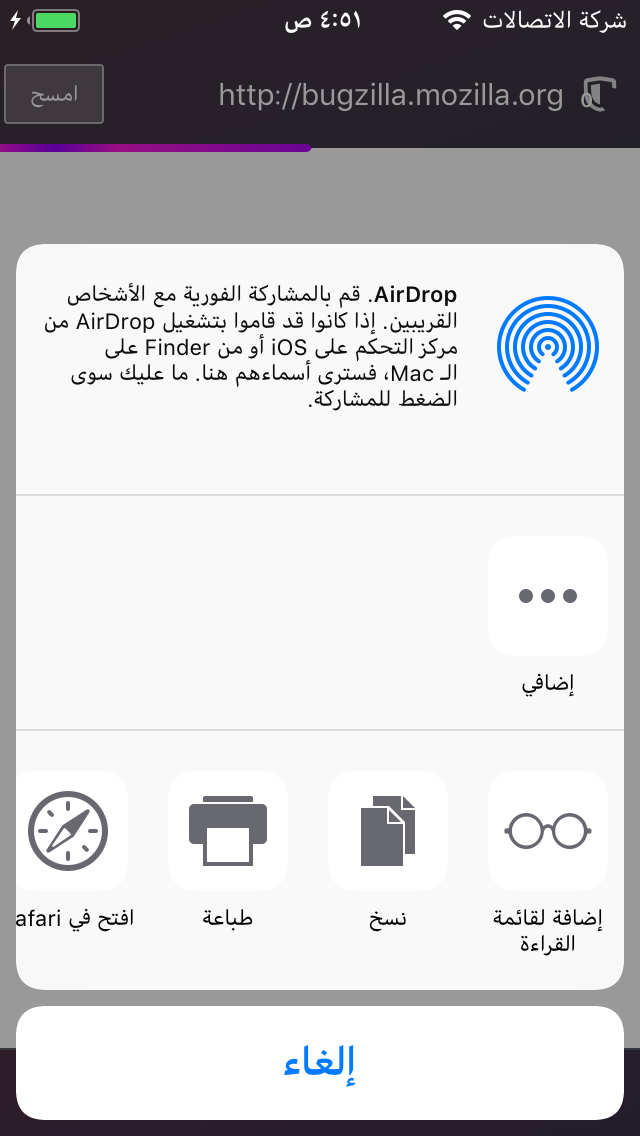 شركة الاتصالات ٤:٥١ ص
http://bugzilla.mozilla.org امسح
AirDrop. قم بالمشاركة الفورية مع الأشخاص
القريبين. إذا كانوا قد قاموا بتشغيل AirDrop من
مركز التحكم على iOS أو من Finder على
الـ Mac، فسترى أسماءهم هنا. ما عليك سوى
الضغط للمشاركة.
إضافي
إضافة لقائمة
القراءة
نسخ
طباعة
افتح في afari
إلغاء